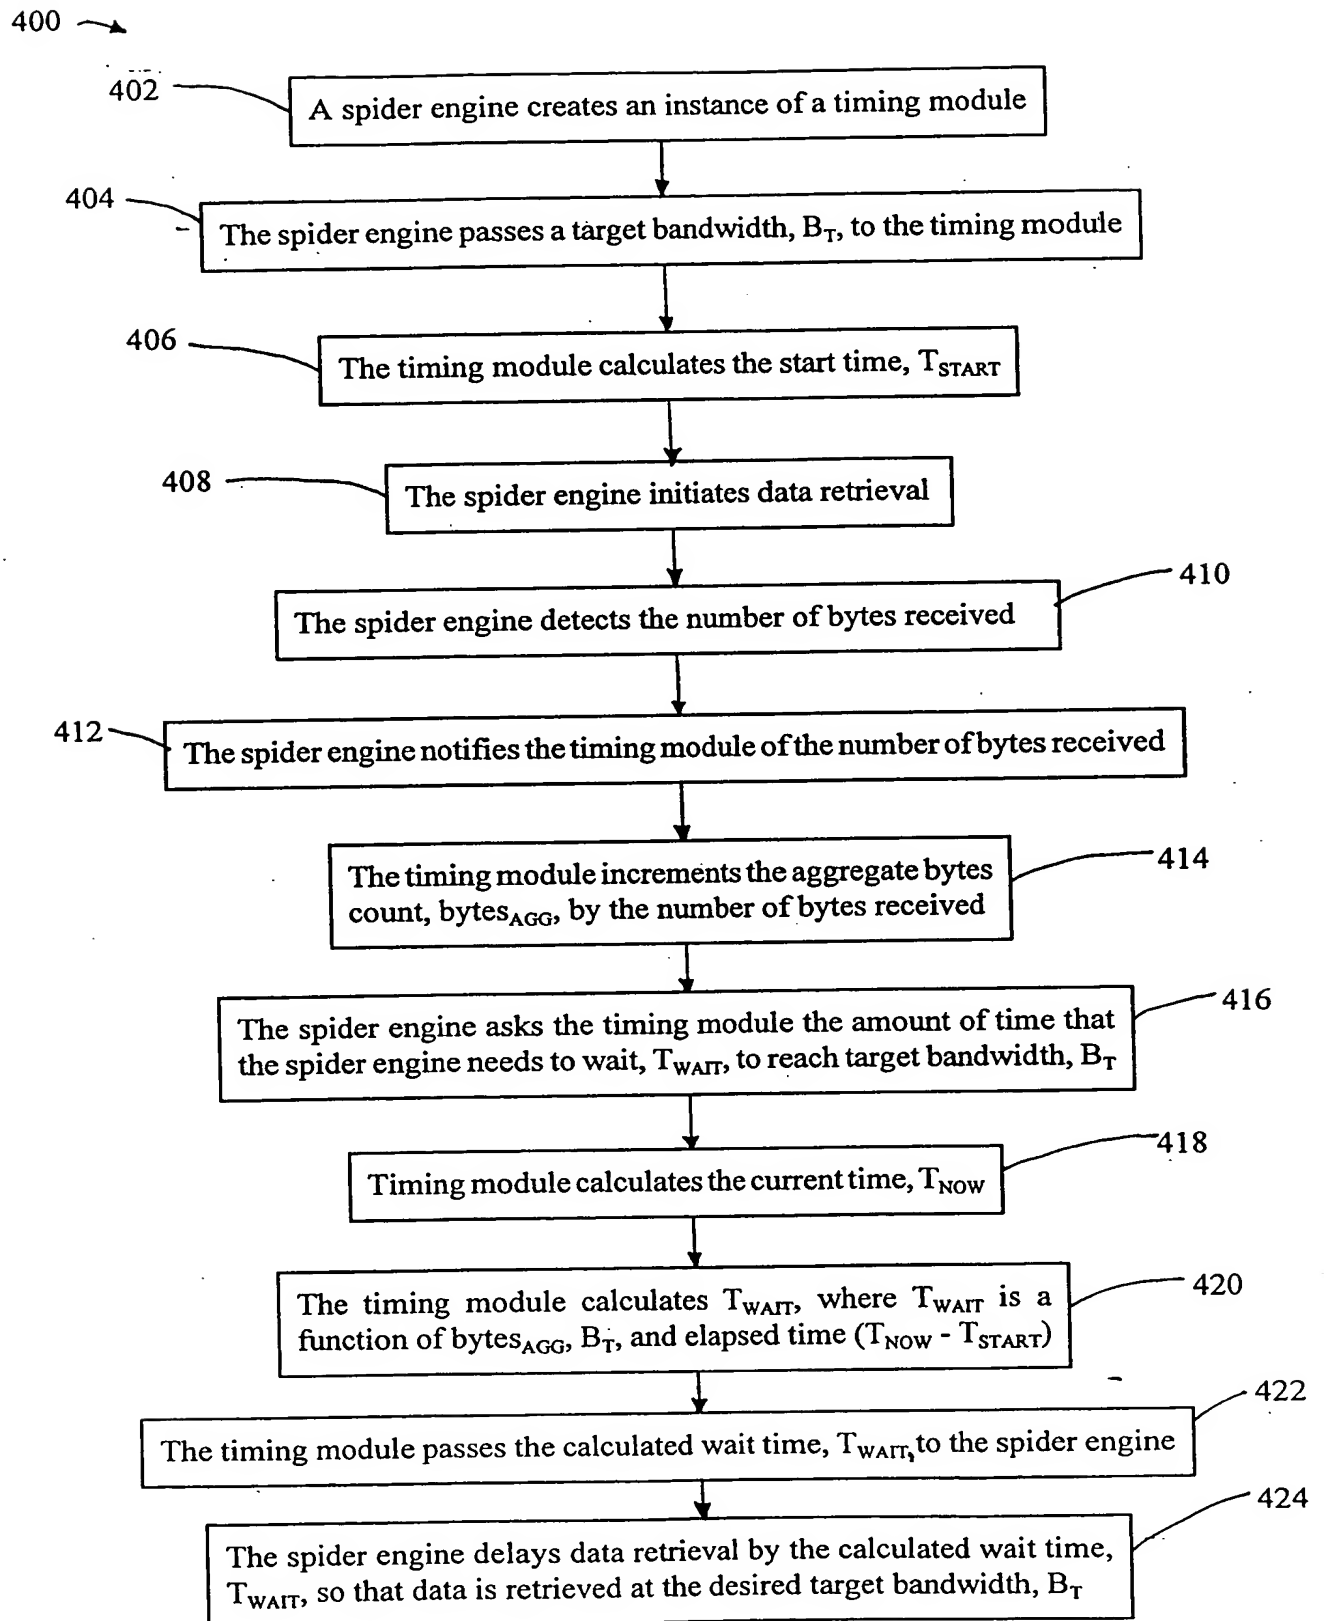 400
402
A spider engine creates an instance of a timing module
404
The spider engine passes a target bandwidth, B_T, to the timing module
406
The timing module calculates the start time, T_START
408
The spider engine initiates data retrieval
410
The spider engine detects the number of bytes received
412
The spider engine notifies the timing module of the number of bytes received
414
The timing module increments the aggregate bytes
count, bytes_AGG, by the number of bytes received
416
The spider engine asks the timing module the amount of time that
the spider engine needs to wait, T_WAIT, to reach target bandwidth, B_T
418
Timing module calculates the current time, T_NOW
420
The timing module calculates T_WAIT, where T_WAIT is a
function of bytes_AGG, B_T, and elapsed time (T_NOW - T_START)
422
The timing module passes the calculated wait time, T_WAIT, to the spider engine
424
The spider engine delays data retrieval by the calculated wait time,
T_WAIT, so that data is retrieved at the desired target bandwidth, B_T